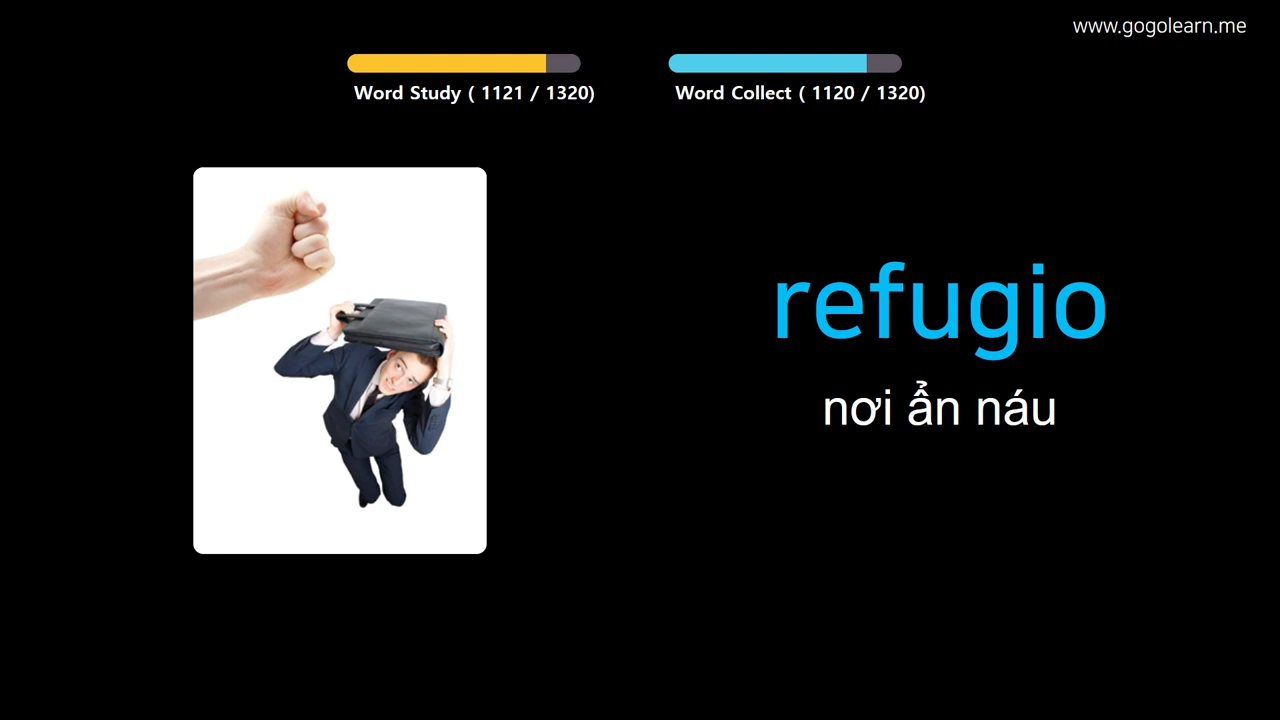 www.gogolearn.me
Word Study ( 1121 / 1320)
Word Collect ( 1120 / 1320)
refugio
nơi ẩn náu